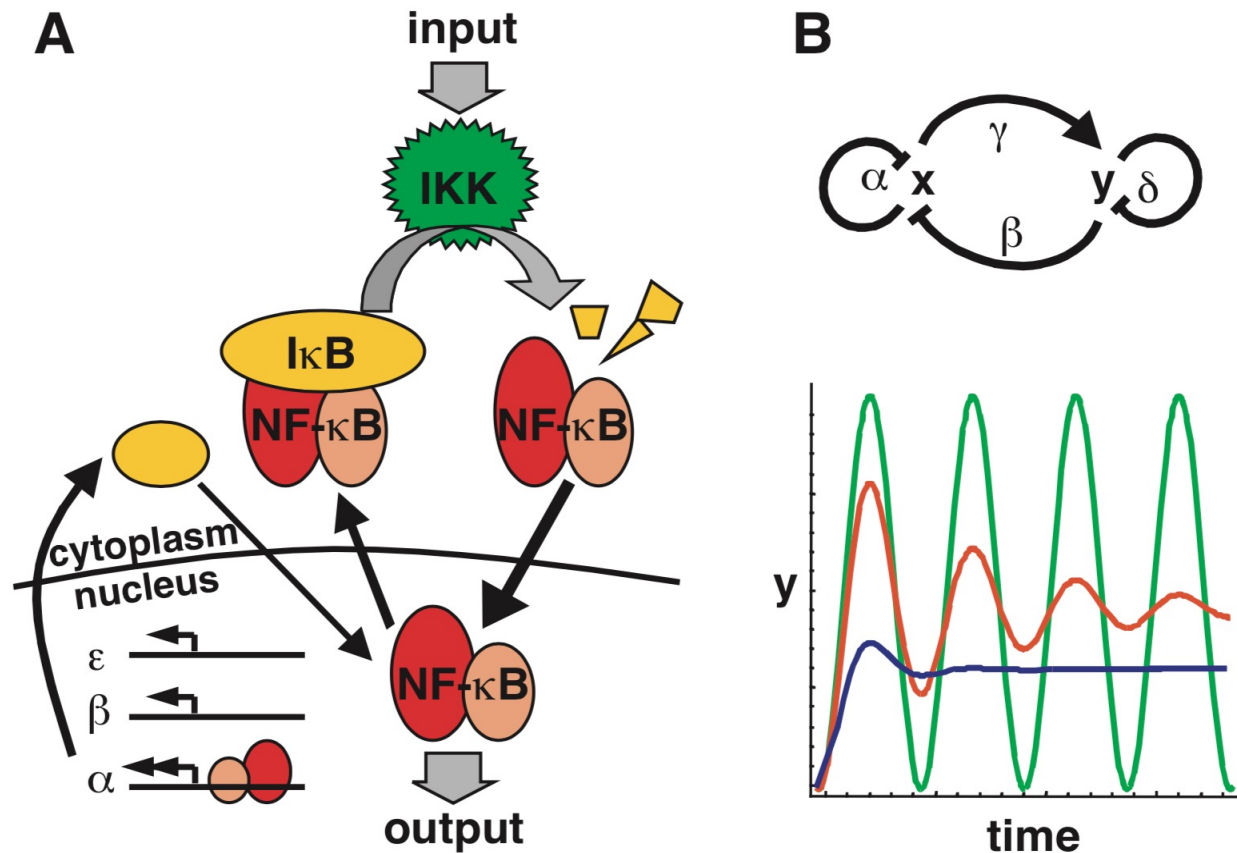 A
input
IKK
IκB
NF-κB
NF-κB
cytoplasm
nucleus
ε
β
α
NF-κB
output
B
γ
α
x
y
δ
β
y
time